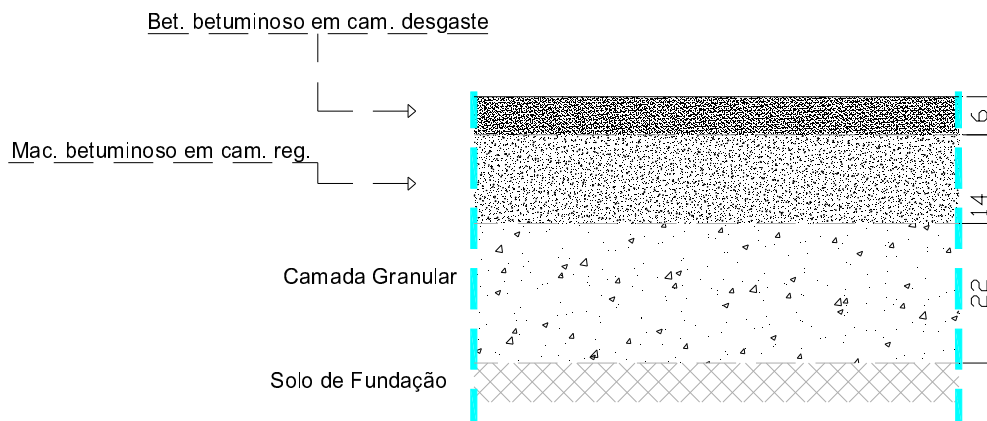 Bet. betuminoso em cam. desgaste
6
Mac. betuminoso em cam. reg.
14
Camada Granular
22
Solo de Fundação